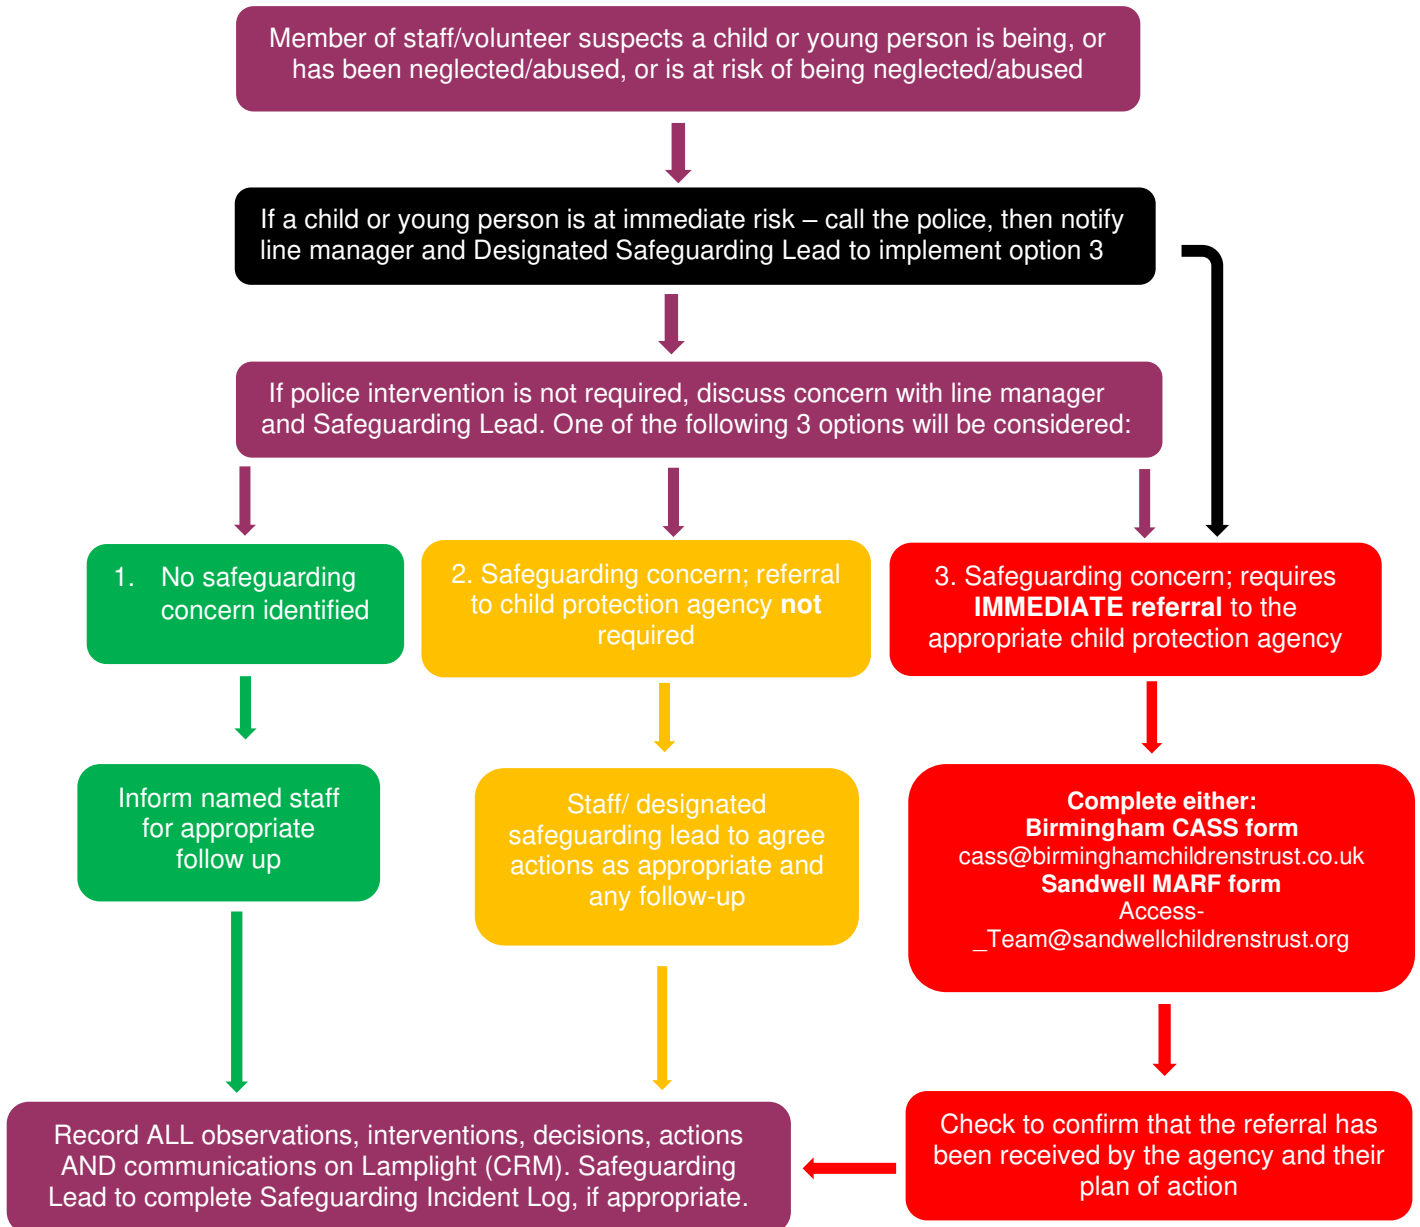 Member of staff/volunteer suspects a child or young person is being, or
has been neglected/abused, or is at risk of being neglected/abused
If a child or young person is at immediate risk – call the police, then notify
line manager and Designated Safeguarding Lead to implement option 3
If police intervention is not required, discuss concern with line manager
and Safeguarding Lead. One of the following 3 options will be considered:
1. No safeguarding
concern identified
2. Safeguarding concern; referral
to child protection agency not
required
3. Safeguarding concern; requires
IMMEDIATE referral to the
appropriate child protection agency
Inform named staff
for appropriate
follow up
Staff/ designated
safeguarding lead to agree
actions as appropriate and
any follow-up
Complete either:
Birmingham CASS form
cass@birminghamchildrenstrust.co.uk
Sandwell MARF form
Access-
_Team@sandwellchildrenstrust.org
Record ALL observations, interventions, decisions, actions
AND communications on Lamplight (CRM). Safeguarding
Lead to complete Safeguarding Incident Log, if appropriate.
Check to confirm that the referral has
been received by the agency and their
plan of action